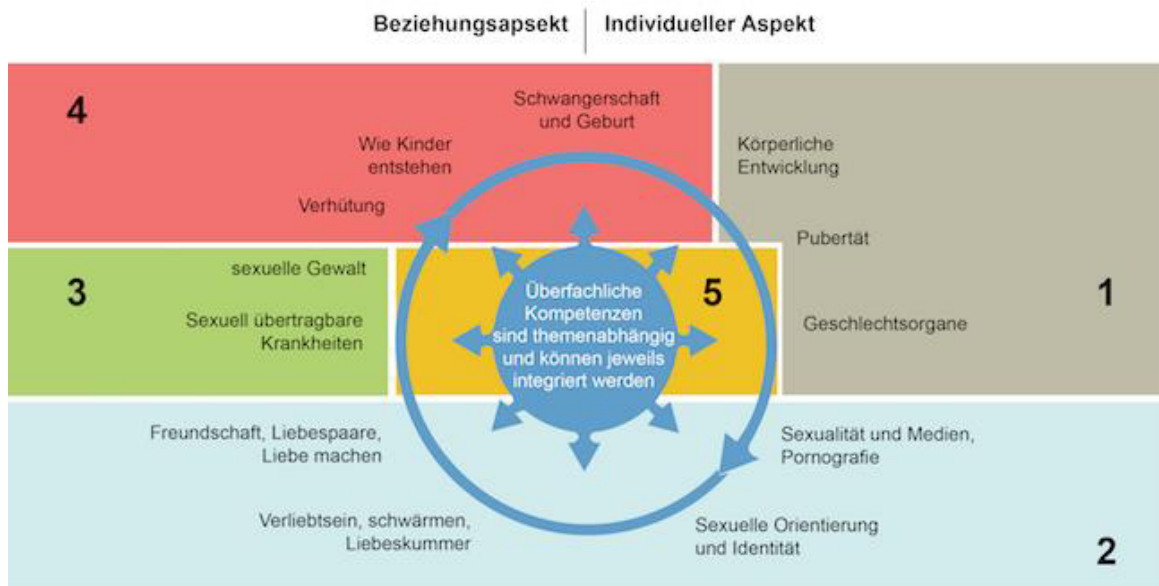 Beziehungsapsekt | Individueller Aspekt
4
Schwangerschaft
und Geburt
Wie Kinder
entstehen
Verhütung
Körperliche
Entwicklung
Pubertät
Geschlechtsorgane
1
3
sexuelle Gewalt
Sexuell übertragbare
Krankheiten
5
Überfachliche
Kompetenzen
sind themenabhängig
und können jeweils
integriert werden
Freundschaft, Liebespaare,
Liebe machen
Verliebtsein, schwärmen,
Liebeskummer
Sexualität und Medien,
Pornografie
Sexuelle Orientierung
und Identität
2